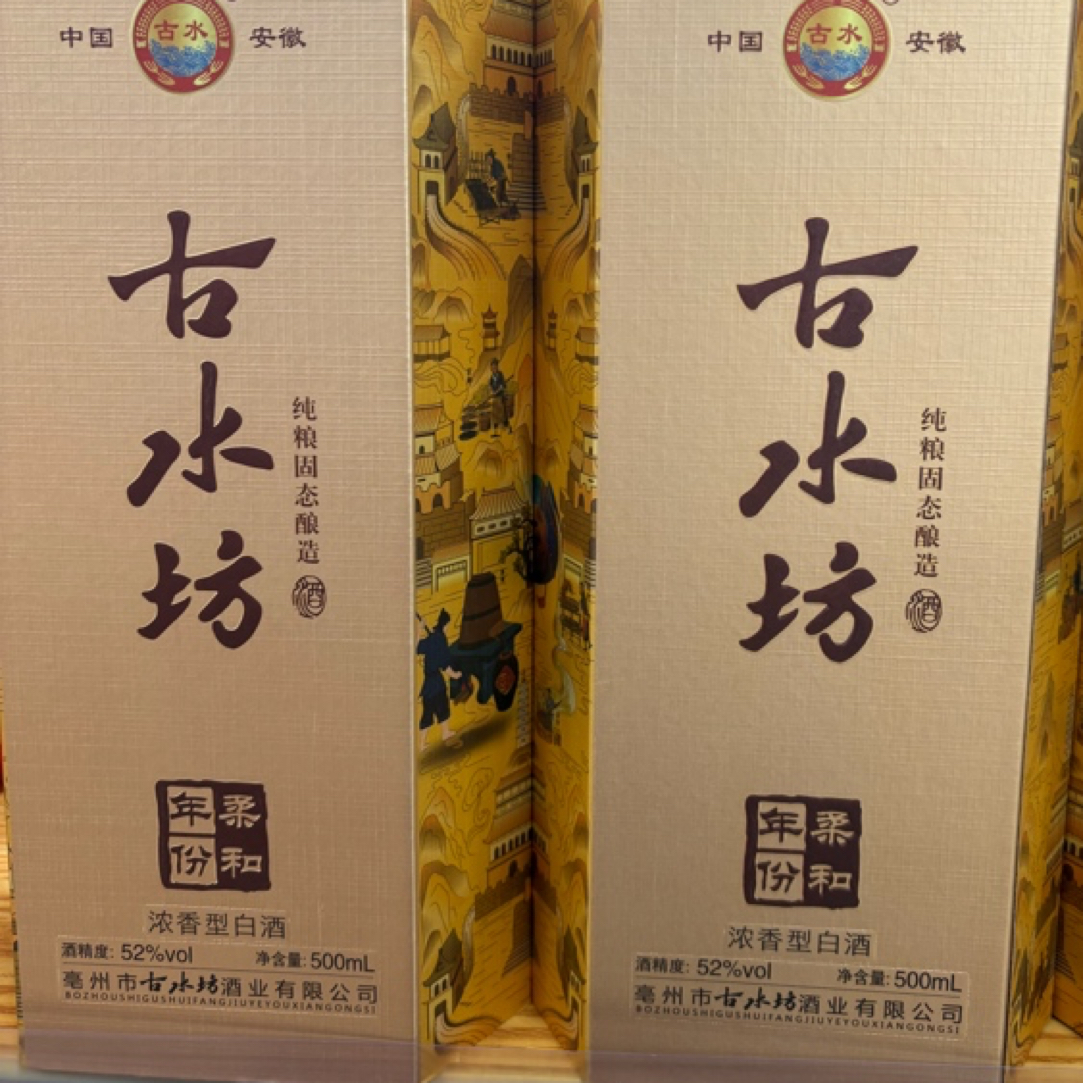 中国 古水 安徽
古水坊
纯粮固态酿造 酒
柔和
年份
浓香型白酒
酒精度: 52%vol 净含量: 500mL
亳州市古水坊酒业有限公司
BOZHOUSHIGUSHUIFANGJIUYEYOUXIANGONGSI
中国 古水 安徽
古水坊
纯粮固态酿造 酒
柔和
年份
浓香型白酒
酒精度: 52%vol 净含量: 500mL
亳州市古水坊酒业有限公司
BOZHOUSHIGUSHUIFANGJIUYEYOUXIANGONGSI